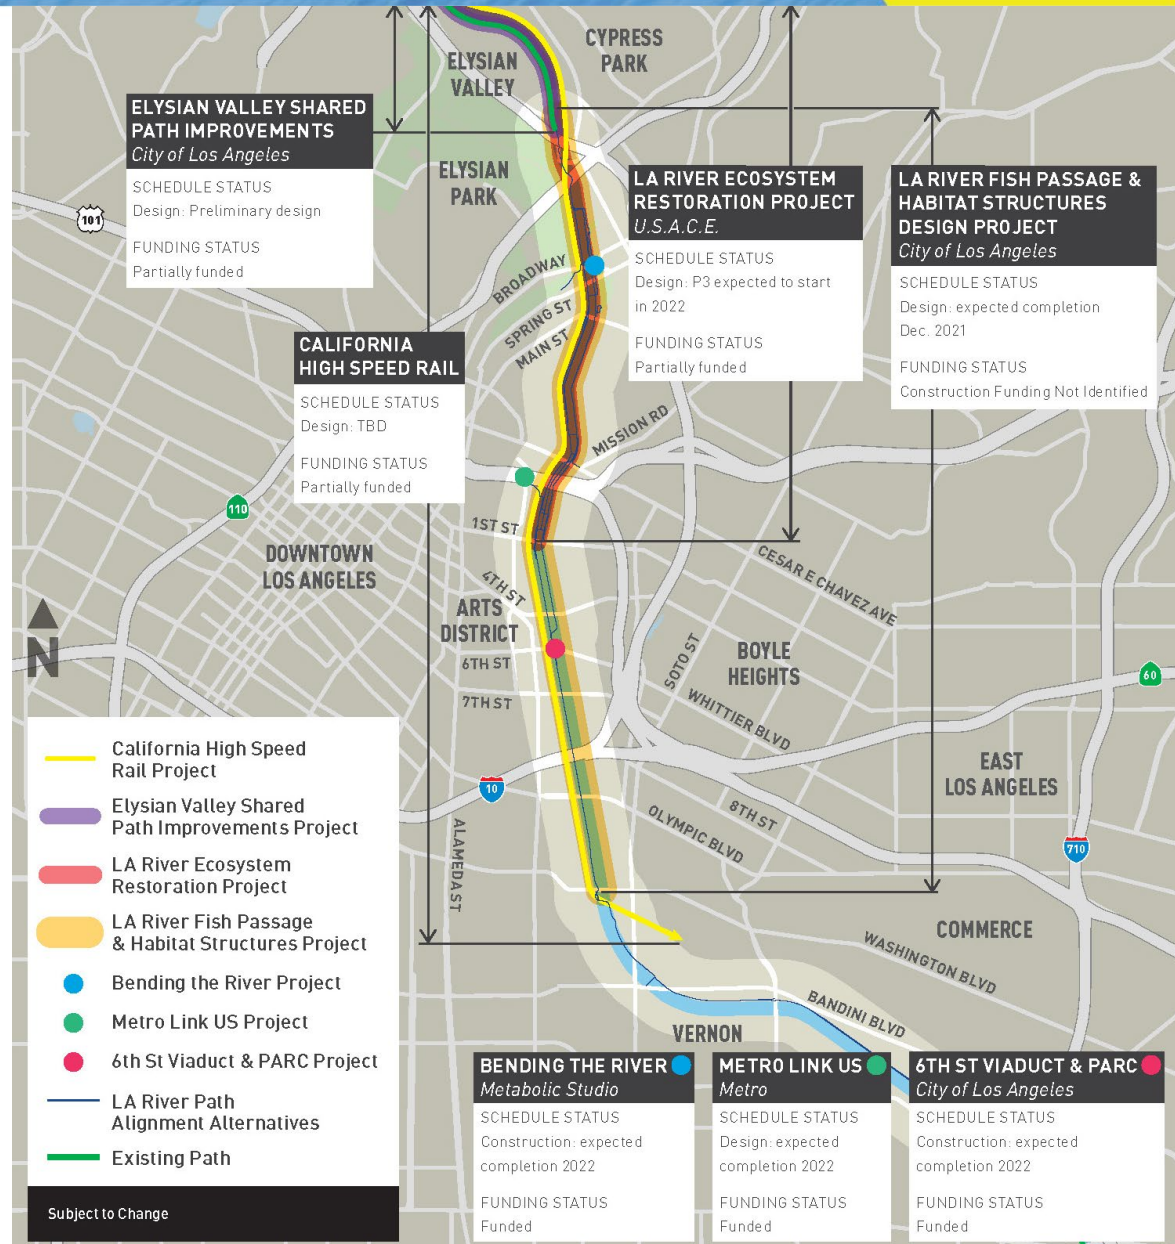 CYPRESS
PARK
ELYSIAN
VALLEY
ELYSIAN VALLEY SHARED
PATH IMPROVEMENTS
City of Los Angeles
SCHEDULE STATUS
Design: Preliminary design
FUNDING STATUS
Partially funded
101
ELYSIAN
PARK
LA RIVER ECOSYSTEM
RESTORATION PROJECT
U.S.A.C.E.
SCHEDULE STATUS
Design: P3 expected to start
in 2022
FUNDING STATUS
Partially funded
LA RIVER FISH PASSAGE &
HABITAT STRUCTURES
DESIGN PROJECT
City of Los Angeles
SCHEDULE STATUS
Design: expected completion
Dec. 2021
FUNDING STATUS
Construction Funding Not Identified
BROADWAY
SPRING ST
MAIN ST
CALIFORNIA
HIGH SPEED RAIL
SCHEDULE STATUS
Design: TBD
FUNDING STATUS
Partially funded
MISSION RD
110
1ST ST
DOWNTOWN
LOS ANGELES
CESAR E CHAVEZ AVE
4TH ST
ARTS
DISTRICT
N
6TH ST
7TH ST
SOTO ST
BOYLE
HEIGHTS
WHITTIER BLVD
60
EAST
LOS ANGELES
10
8TH ST
OLYMPIC BLVD
710
ALAMEDA ST
COMMERCE
WASHINGTON BLVD
BANDINI BLVD
VERNON
California High Speed
Rail Project
Elysian Valley Shared
Path Improvements Project
LA River Ecosystem
Restoration Project
LA River Fish Passage
& Habitat Structures Project
Bending the River Project
Metro Link US Project
6th St Viaduct & PARC Project
LA River Path
Alignment Alternatives
Existing Path
Subject to Change
BENDING THE RIVER
Metabolic Studio
SCHEDULE STATUS
Construction: expected
completion 2022
FUNDING STATUS
Funded
METRO LINK US
Metro
SCHEDULE STATUS
Design: expected
completion 2022
FUNDING STATUS
Funded
6TH ST VIADUCT & PARC
City of Los Angeles
SCHEDULE STATUS
Construction: expected
completion 2022
FUNDING STATUS
Funded